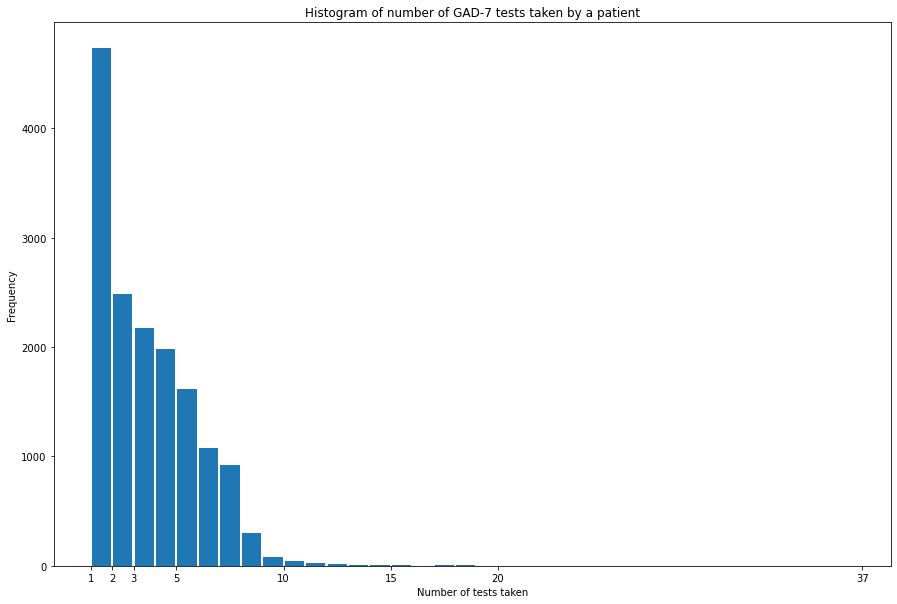 Histogram of number of GAD-7 tests taken by a patient
4000
3000
2000
1000
0
Frequency
1 2 3 5 10 15 20 37
Number of tests taken